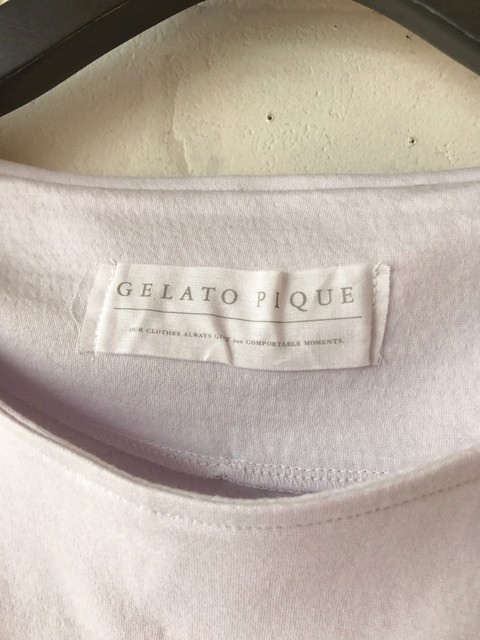 GELATO PIQUE
OUR CLOTHES ALWAYS GIVE YOU COMFORTABLE MOMENTS.